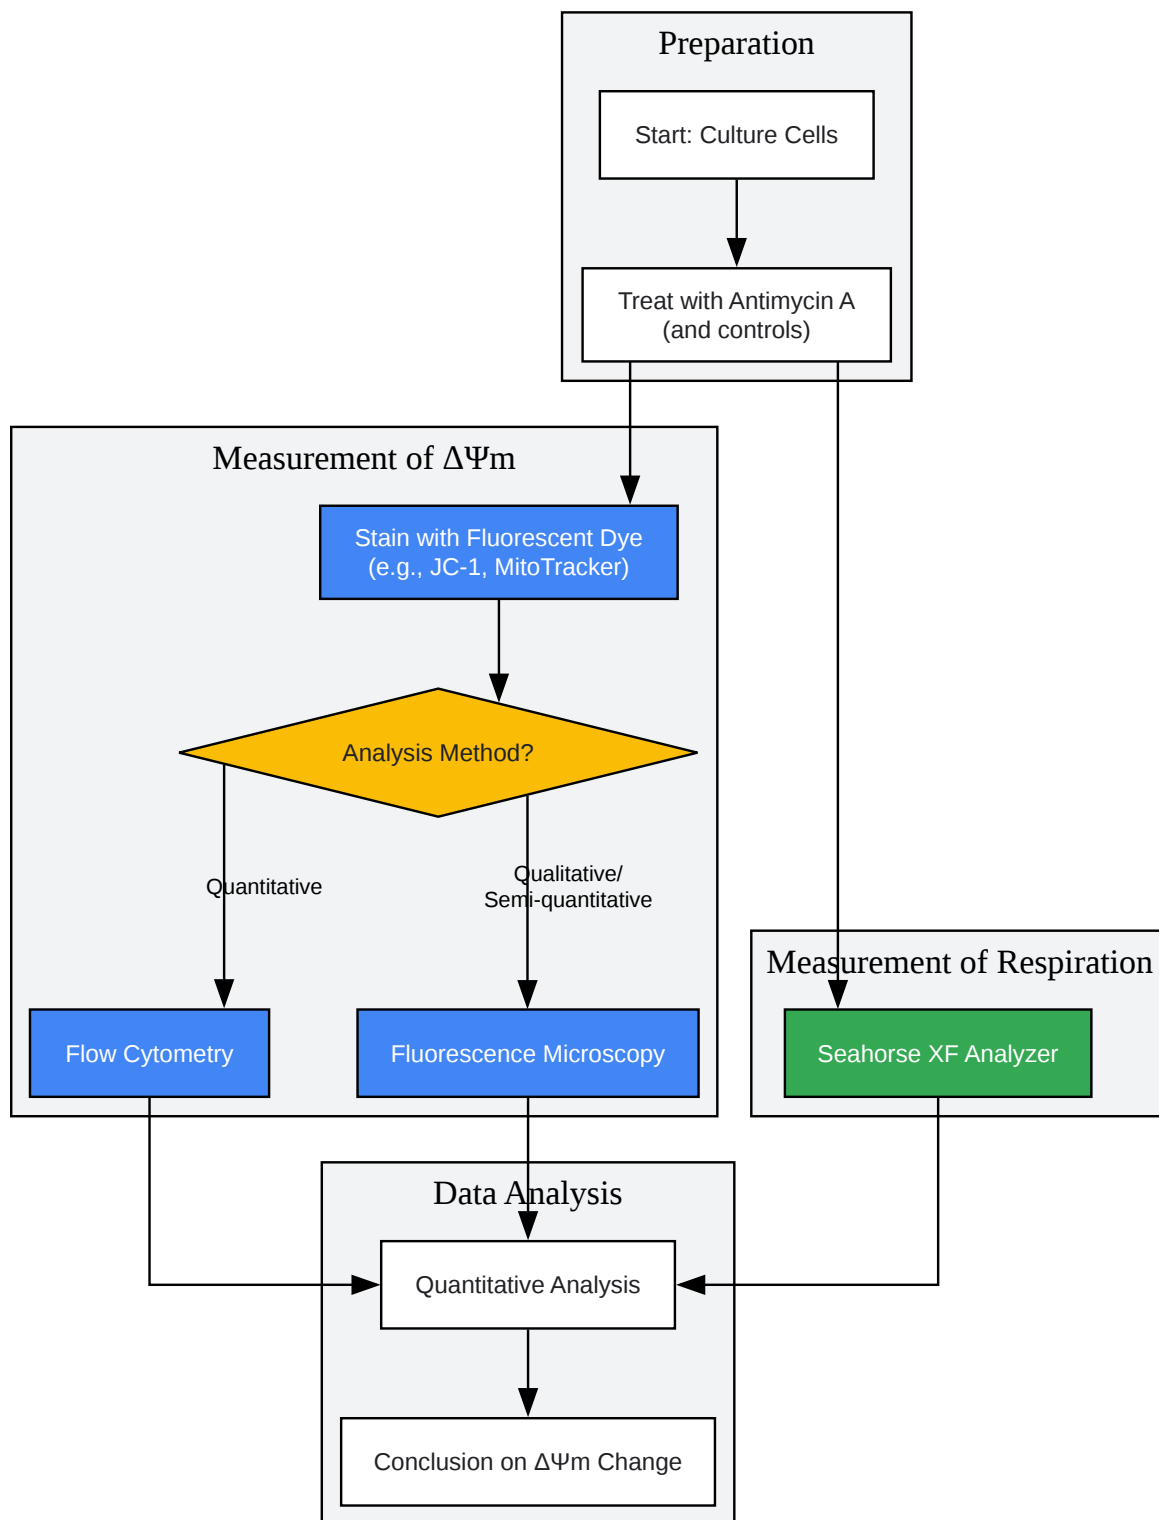 Preparation
Start: Culture Cells
Treat with Antimycin A
(and controls)
Measurement of ΔΨm
Stain with Fluorescent Dye
(e.g., JC-1, MitoTracker)
Analysis Method?
Quantitative
Qualitative/
Semi-quantitative
Flow Cytometry
Fluorescence Microscopy
Measurement of Respiration
Seahorse XF Analyzer
Data Analysis
Quantitative Analysis
Conclusion on ΔΨm Change